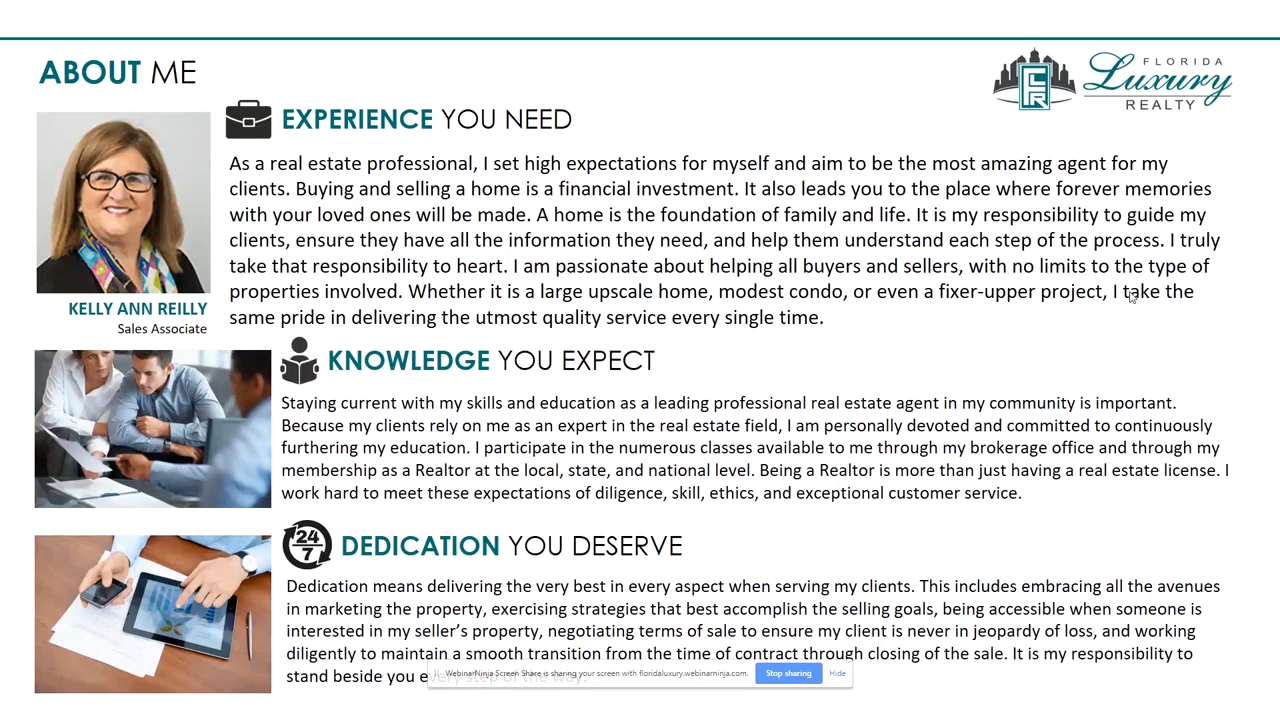 ABOUT ME
FLORIDA
Luxury
REALTY
EXPERIENCE YOU NEED
As a real estate professional, I set high expectations for myself and aim to be the most amazing agent for my
clients. Buying and selling a home is a financial investment. It also leads you to the place where forever memories
with your loved ones will be made. A home is the foundation of family and life. It is my responsibility to guide my
clients, ensure they have all the information they need, and help them understand each step of the process. I truly
take that responsibility to heart. I am passionate about helping all buyers and sellers, with no limits to the type of
properties involved. Whether it is a large upscale home, modest condo, or even a fixer-upper project, I take the
same pride in delivering the utmost quality service every single time.
KELLY ANN REILLY
Sales Associate
KNOWLEDGE YOU EXPECT
Staying current with my skills and education as a leading professional real estate agent in my community is important.
Because my clients rely on me as an expert in the real estate field, I am personally devoted and committed to continuously
furthering my education. I participate in the numerous classes available to me through my brokerage office and through my
membership as a Realtor at the local, state, and national level. Being a Realtor is more than just having a real estate license. I
work hard to meet these expectations of diligence, skill, ethics, and exceptional customer service.
24
7
DEDICATION YOU DESERVE
Dedication means delivering the very best in every aspect when serving my clients. This includes embracing all the avenues
in marketing the property, exercising strategies that best accomplish the selling goals, being accessible when someone is
interested in my seller's property, negotiating terms of sale to ensure my client is never in jeopardy of loss, and working
diligently to maintain a smooth transition from the time of contract through closing of the sale. It is my responsibility to
stand beside you every step of the way.
WebinarNinja Screen Share is sharing your screen with floridaluxury.webinarninja.com.
Stop sharing
Hide